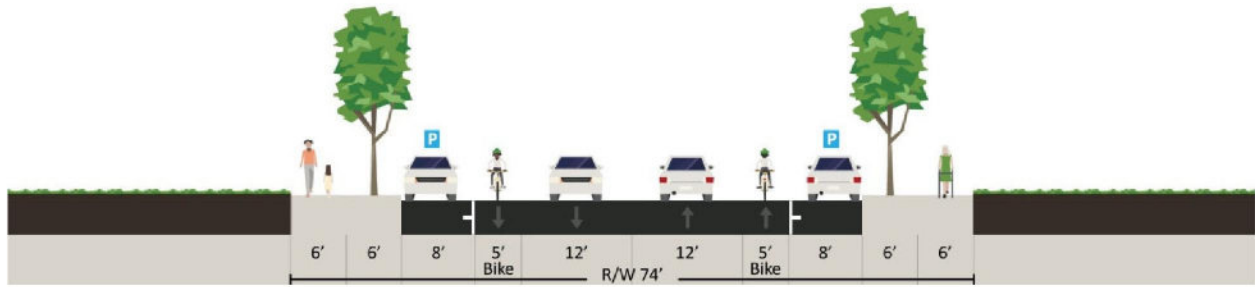 P P
6’ 6’ 8’ 5’ 12’ 12’ 5’ 8’ 6’ 6’
Bike Bike
R/W 74’